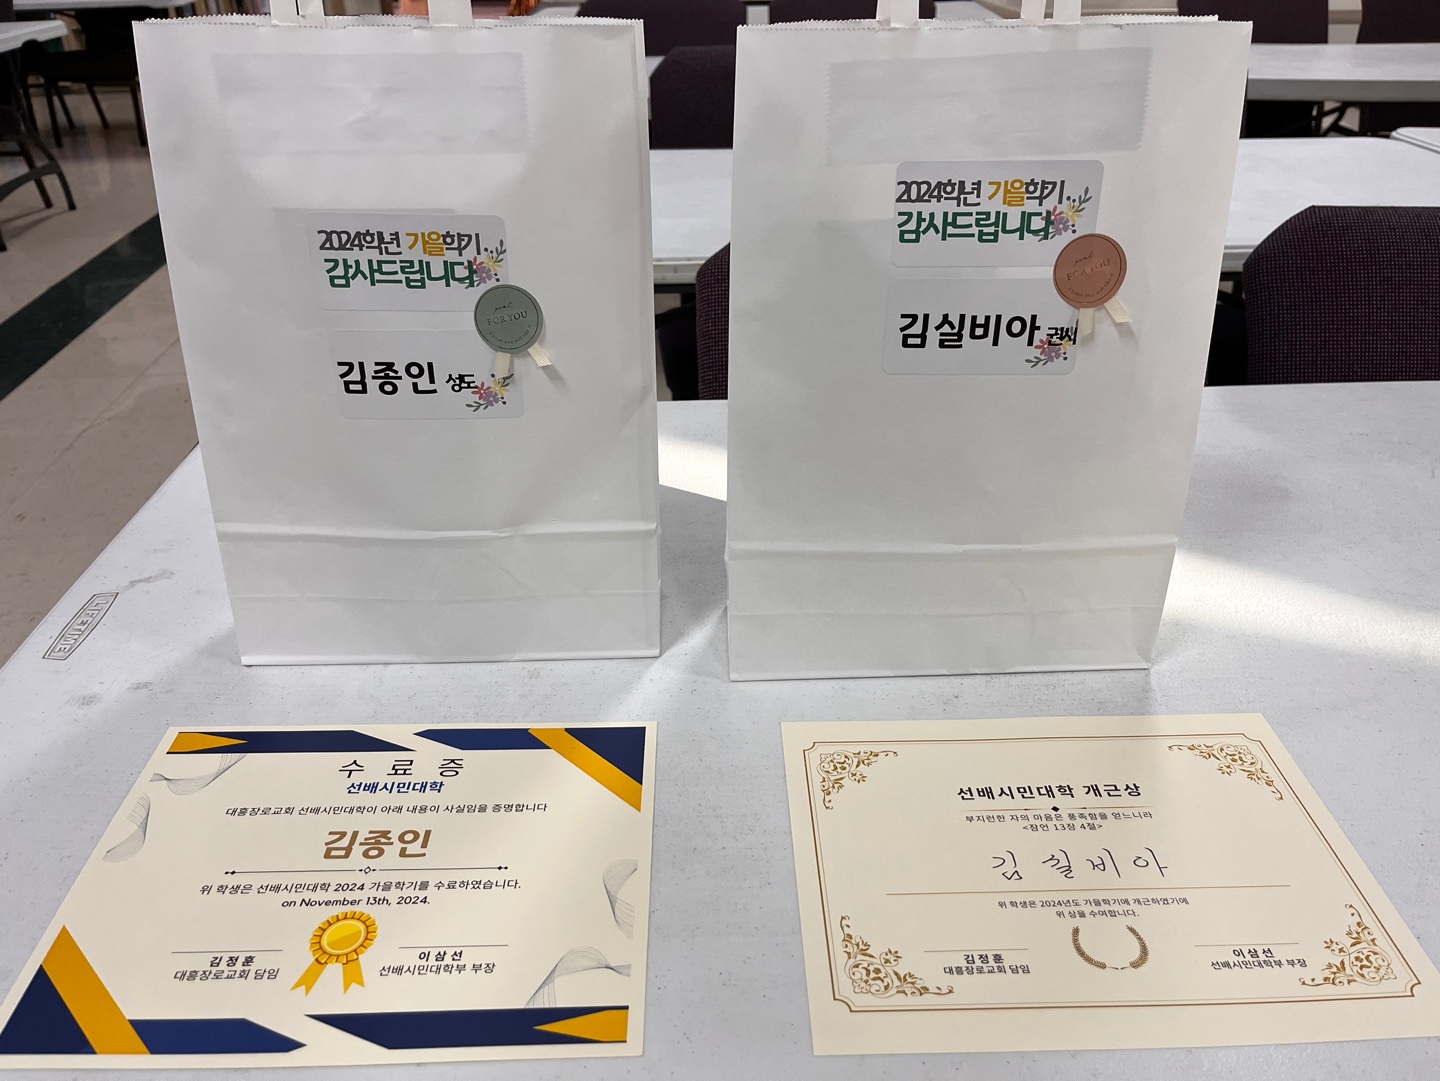 2024학년 가을학기
감사드립니다
FOR YOU
김종인 성도
2024학년 가을학기
감사드립니다
FOR YOU
김실비아 권사
LIFETIME
수료증
선배시민대학
대흥장로교회 선배시민대학이 아래 내용이 사실임을 증명합니다
김종인
위 학생은 선배시민대학 2024 가을학기를 수료하였습니다.
on November 13th, 2024.
김정훈
대흥장로교회 담임
이삼선
선배시민대학부 부장
선배시민대학 개근상
부지런한 자의 마음은 풍족함을 얻느니라
<잠언 13장 4절>
김실비아
위 학생은 2024년도 가을학기에 개근하였기에
위 상을 수여합니다.
김정훈
대흥장로교회 담임
이삼선
선배시민대학부 부장